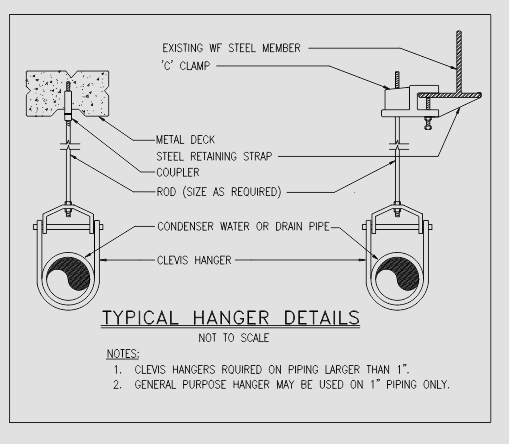 EXISTING WF STEEL MEMBER
'C' CLAMP
METAL DECK
STEEL RETAINING STRAP
COUPLER
ROD (SIZE AS REQUIRED)
CONDENSER WATER OR DRAIN PIPE
CLEVIS HANGER
TYPICAL HANGER DETAILS
NOT TO SCALE
NOTES:
1. CLEVIS HANGERS RQUIRED ON PIPING LARGER THAN 1".
2. GENERAL PURPOSE HANGER MAY BE USED ON 1" PIPING ONLY.